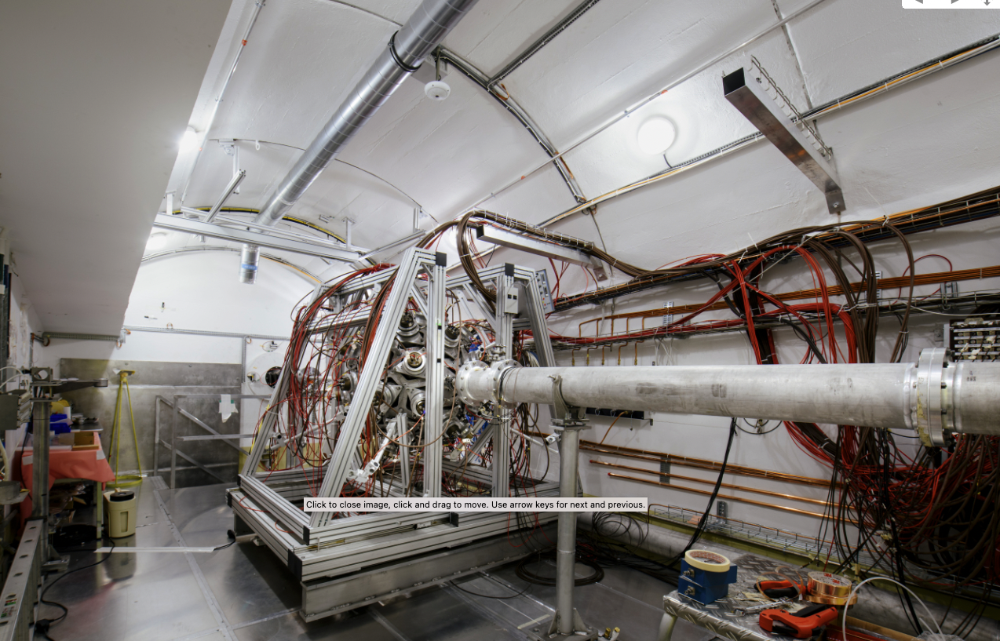 Click to close image, click and drag to move. Use arrow keys for next and previous.